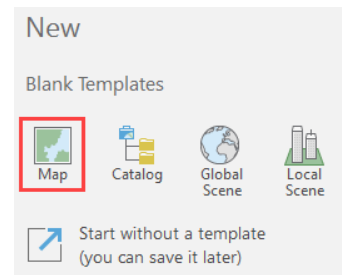 New
Blank Templates
Map
Catalog
Global
Scene
Local
Scene
Start without a template
(you can save it later)